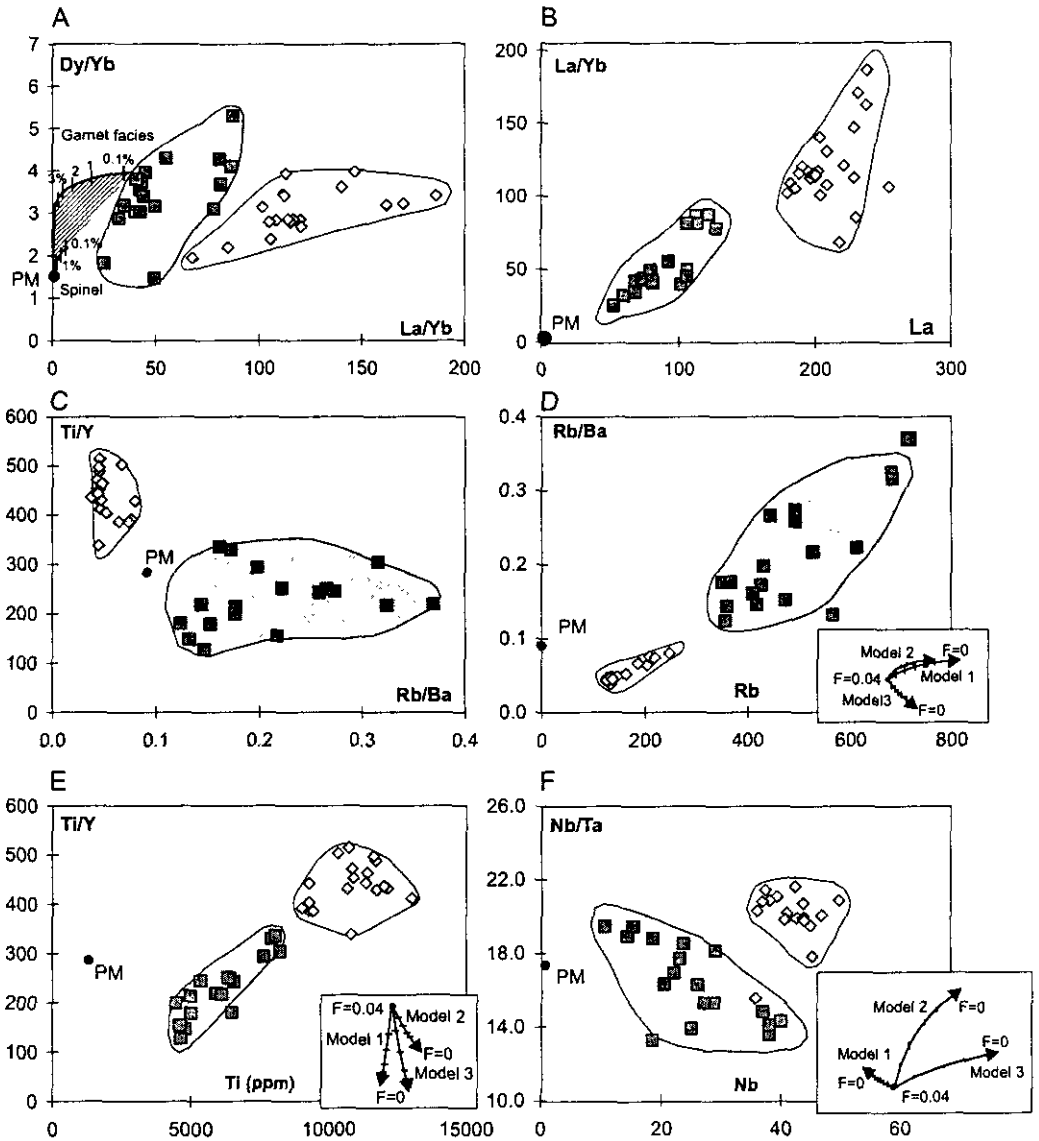 A
7
Dy/Yb
6
5
Garnet facies
4
3% 2 1 0.1%
3
2
0.1%
1%
PM
1
Spinel
La/Yb
0
0 50 100 150 200
B
200
La/Yb
150
100
50
PM
La
0
0 100 200 300
C
600
Ti/Y
500
400
300
PM
200
100
Rb/Ba
0
0.0 0.1 0.2 0.3 0.4
D
0.4
Rb/Ba
0.3
0.2
PM
0.1
Rb
0.0
0 200 400 600 800
Model 2 F=0
F=0.04
Model 1
Model3
F=0
E
600
Ti/Y
500
400
300
PM
200
100
Ti (ppm)
0
0 5000 10000 15000
F=0.04
Model 2
Model 1
F=0
Model 3
F=0
F
26.0
Nb/Ta
22.0
18.0
PM
14.0
Nb
10.0
0 20 40 60
Model 2
F=0
F=0
Model 1
Model 3
F=0
F=0.04